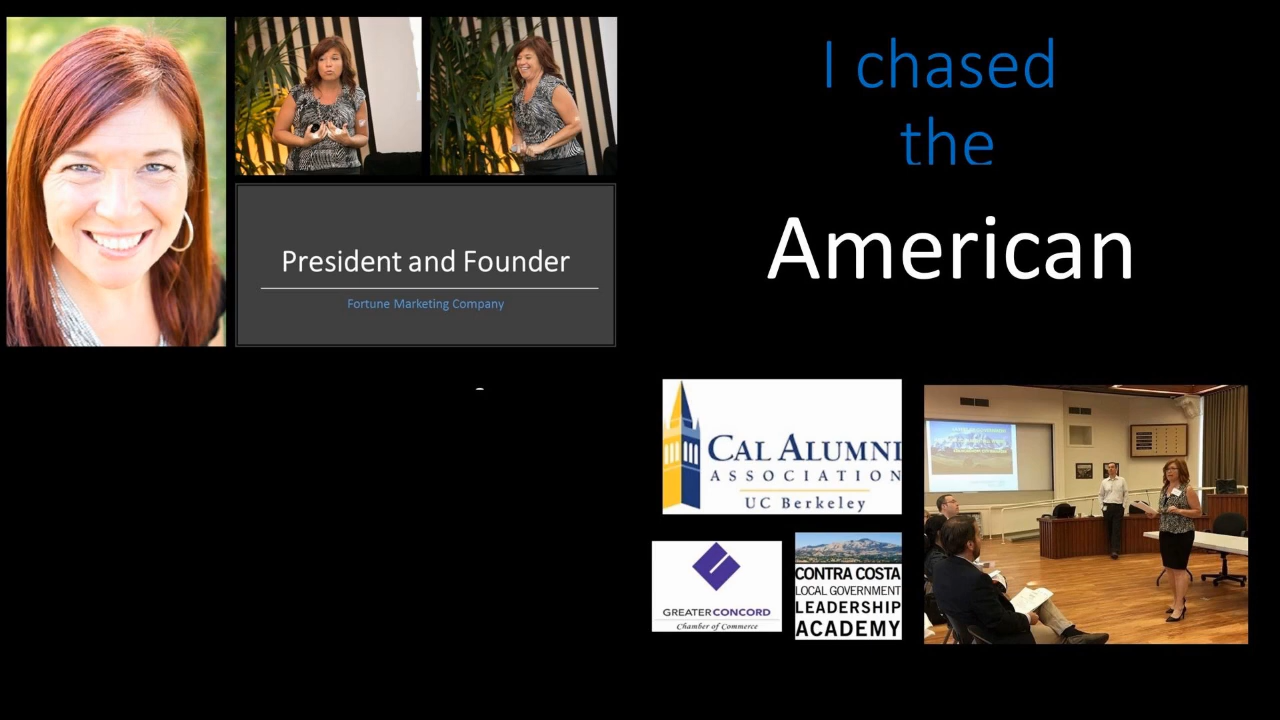 President and Founder
Fortune Marketing Company
I chased
the
American
CAL ALUMNI
ASSOCIATION
UC Berkeley
GREATER CONCORD
Chamber of Commerce
CONTRA COSTA
LOCAL GOVERNMENT
LEADERSHIP
ACADEMY